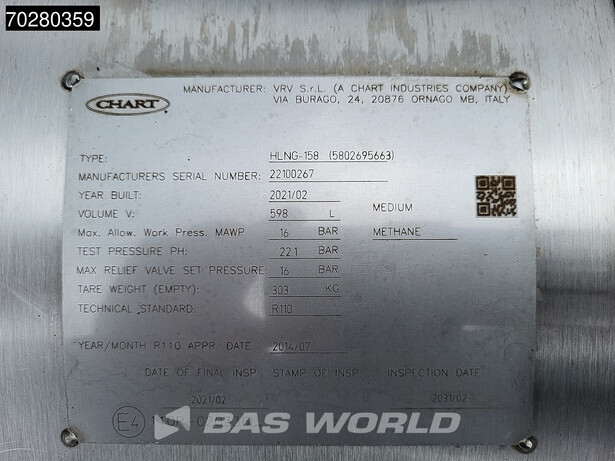 70280359
CHART
MANUFACTURER: VRV S.r.L. (A CHART INDUSTRIES COMPANY)
VIA BURAGO, 24, 20876 ORNAGO MB, ITALY
TYPE: HLNG-158 (5802695663)
MANUFACTURERS SERIAL NUMBER: 22100267
YEAR BUILT: 2021/02
VOLUME V: 598 L MEDIUM
Max. Allow. Work Press. MAWP 16 BAR METHANE
TEST PRESSURE PH: 22.1 BAR
MAX RELIEF VALVE SET PRESSURE 16 BAR
TARE WEIGHT (EMPTY): 303 KG
TECHNICAL STANDARD: R110
YEAR/MONTH R110 APPR. DATE 2014/07
DATE OF FINAL INSP. STAMP OF INSP. INSPECTION DATE
2021/02 2031/02
E4
BAS WORLD